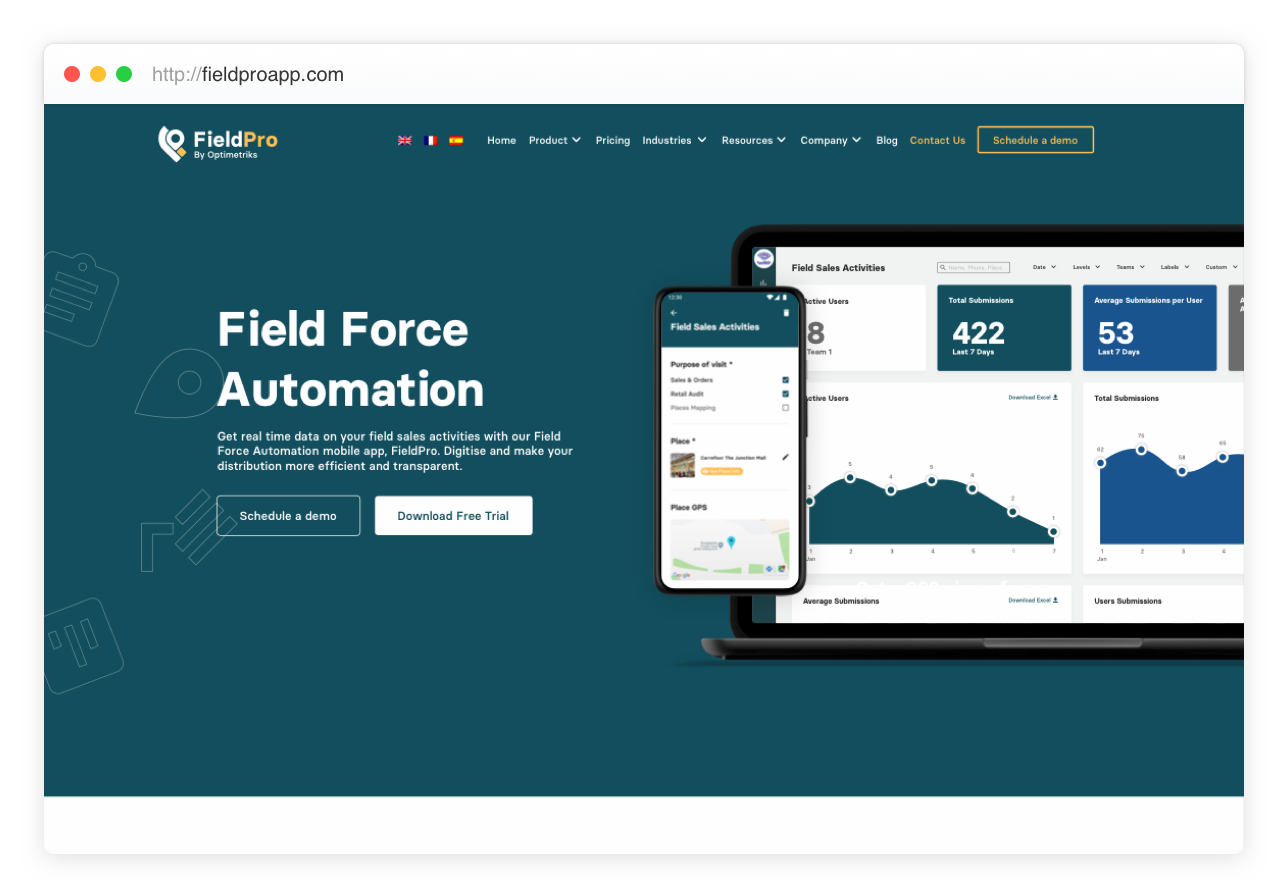 http://fieldproapp.com
FieldPro
By Optimetriks
Home Product Pricing Industries Resources Company Blog Contact Us Schedule a demo
Field Force
Automation
Get real time data on your field sales activities with our Field
Force Automation mobile app, FieldPro. Digitise and make your
distribution more efficient and transparent.
Schedule a demo
Download Free Trial
12:30
Field Sales Activities
Purpose of visit *
Sales & Orders
Retail Audit
Places Mapping
Place *
Carrefour The Junction Mall
Place GPS
Google
Field Sales Activities
Name, Phone, Place
Date Levels Teams Labels Custom
Active Users
8
Team 1
Total Submissions
422
Last 7 Days
Average Submissions per User
53
Last 7 Days
A
A
Active Users
Download Excel
3 5 4 5 4 2 1
1 2 3 4 5 6 7
Jan
Total Submissions
62 75 58 65
1 2 3 4
Jan
Average Submissions
Download Excel
Users Submissions